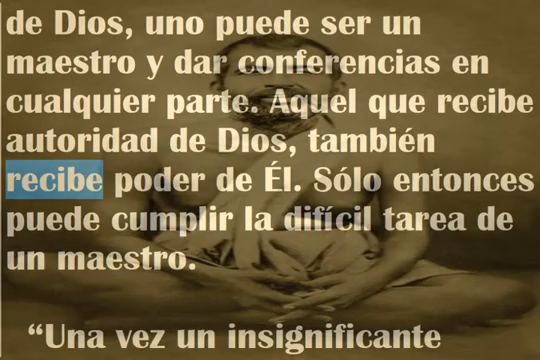 de Dios, uno puede ser un
maestro y dar conferencias en
cualquier parte. Aquel que recibe
autoridad de Dios, también
recibe poder de Él. Sólo entonces
puede cumplir la difícil tarea de
un maestro.
“Una vez un insignificante